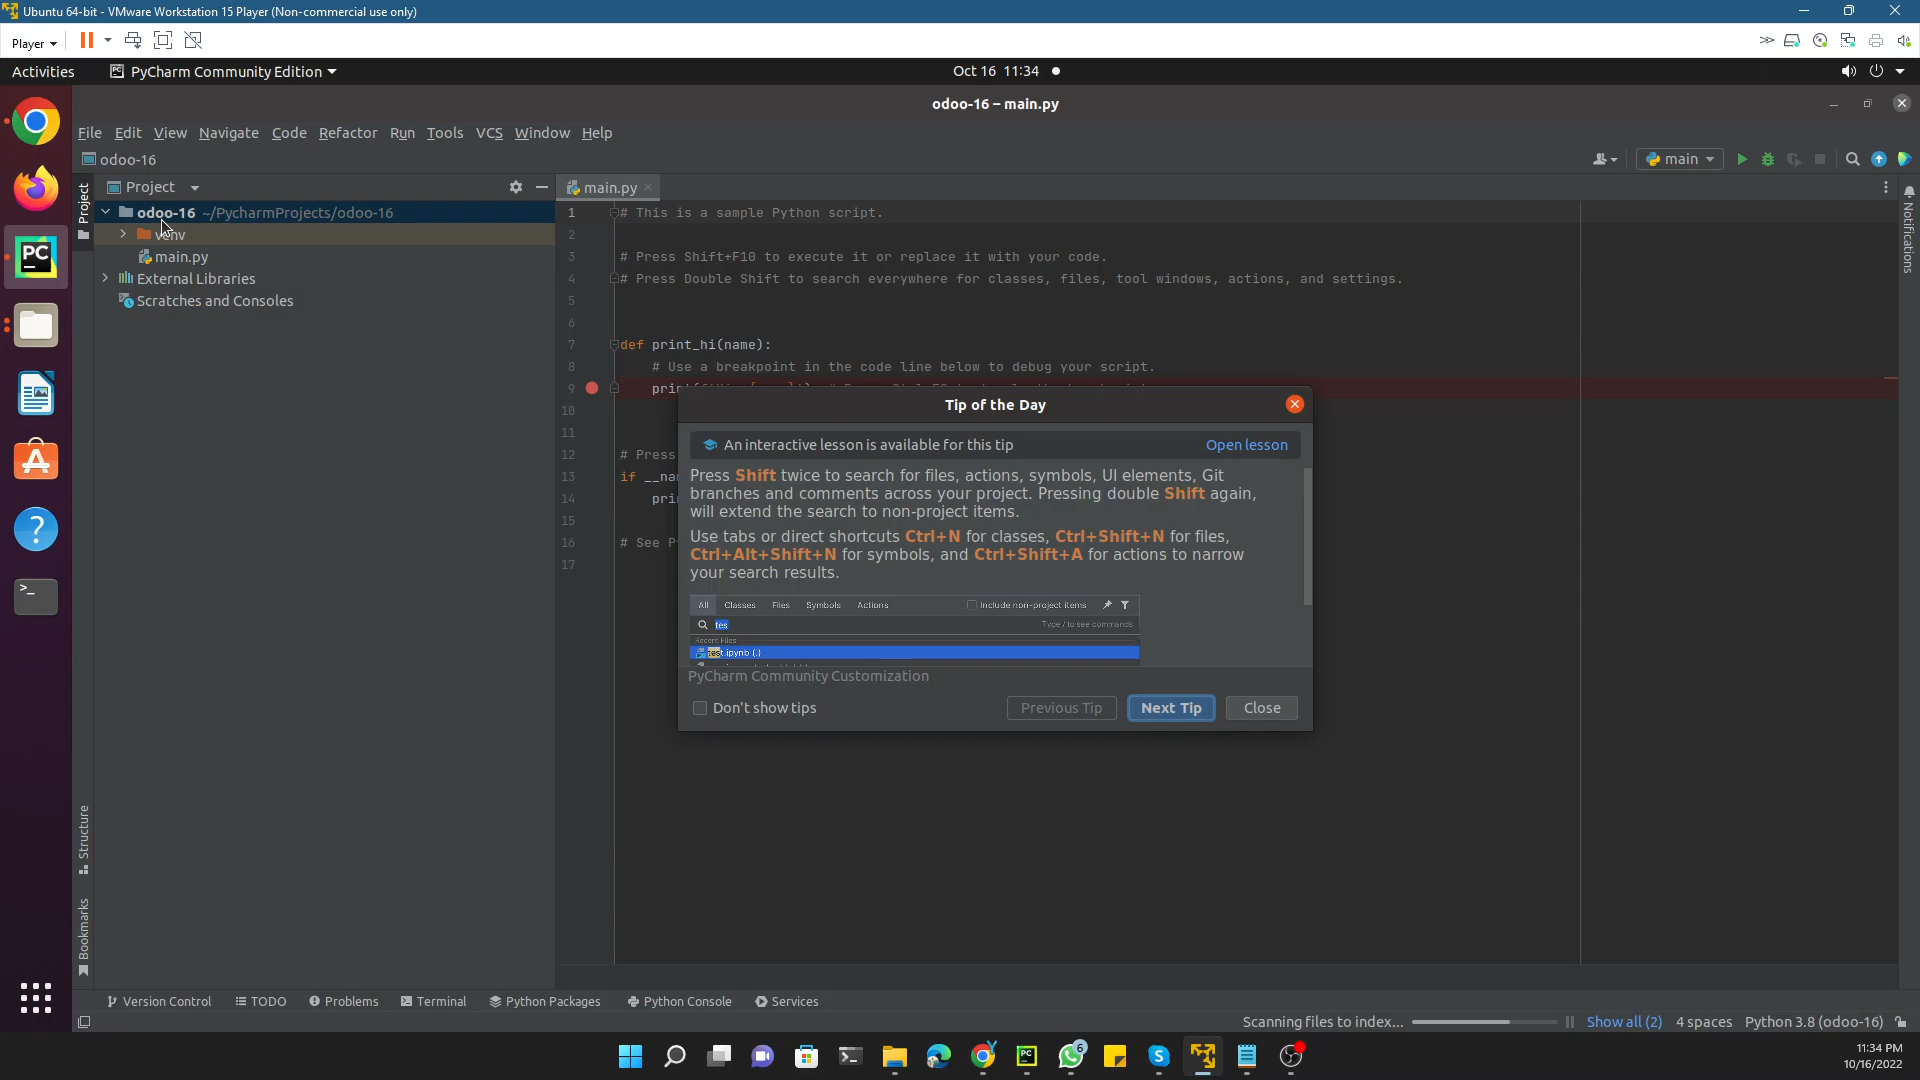 Ubuntu 64-bit - VMware Workstation 15 Player (Non-commercial use only)
Player
Activities
PyCharm Community Edition
Oct 16 11:34
odoo-16 – main.py
File Edit View Navigate Code Refactor Run Tools VCS Window Help
odoo-16
main
Project
Project
main.py
odoo-16 ~/PycharmProjects/odoo-16
venv
main.py
External Libraries
Scratches and Consoles
Structure
Bookmarks
Notifications
1 # This is a sample Python script.
2
3 # Press Shift+F10 to execute it or replace it with your code.
4 # Press Double Shift to search everywhere for classes, files, tool windows, actions, and settings.
5
6
7 def print_hi(name):
8 # Use a breakpoint in the code line below to debug your script.
9
10
11
12 # Press
13 if
14
15
16 # See
17
Tip of the Day
An interactive lesson is available for this tip
Open lesson
Press Shift twice to search for files, actions, symbols, UI elements, Git
branches and comments across your project. Pressing double Shift again,
will extend the search to non-project items.
Use tabs or direct shortcuts Ctrl+N for classes, Ctrl+Shift+N for files,
Ctrl+Alt+Shift+N for symbols, and Ctrl+Shift+A for actions to narrow
your search results.
All Classes Files Symbols Actions Include non-project items
tes Type / to see commands
Recent Files
test.ipynb (.)
PyCharm Community Customization
Don't show tips
Previous Tip
Next Tip
Close
Version Control TODO Problems Terminal Python Packages Python Console Services
Scanning files to index... Show all (2) 4 spaces Python 3.8 (odoo-16)
6
11:34 PM
10/16/2022